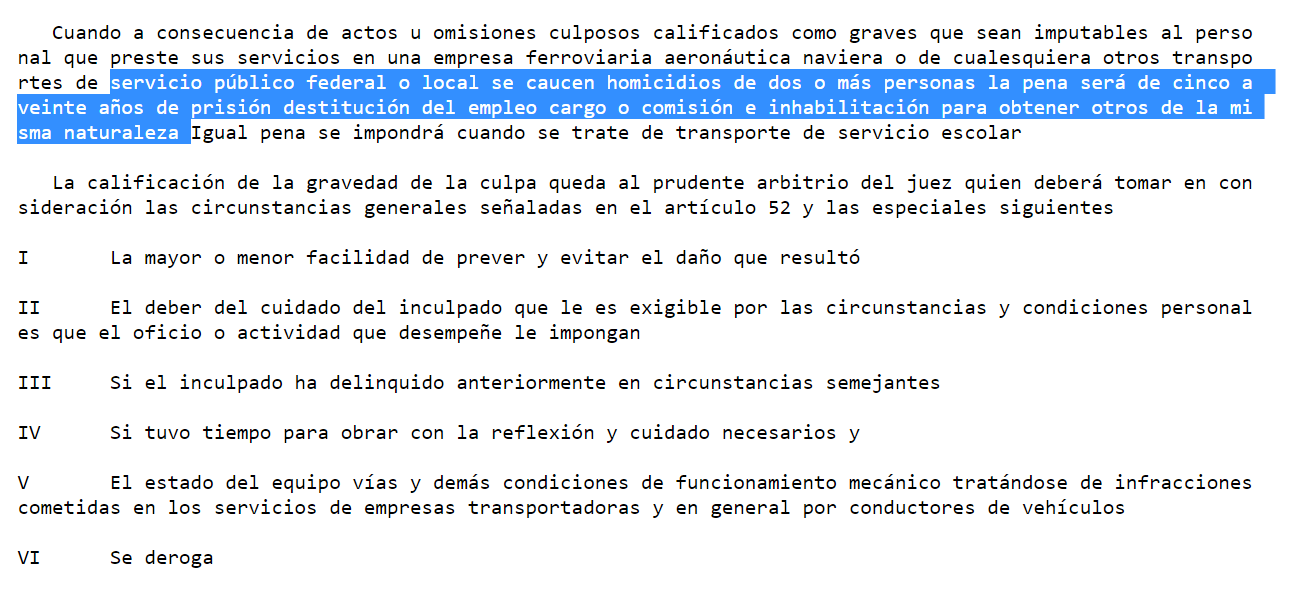 Cuando a consecuencia de actos u omisiones culposos calificados como graves que sean imputables al perso
nal que preste sus servicios en una empresa ferroviaria aeronáutica naviera o de cualesquiera otros transpo
rtes de servicio público federal o local se caucen homicidios de dos o más personas la pena será de cinco a
veinte años de prisión destitución del empleo cargo o comisión e inhabilitación para obtener otros de la mi
sma naturaleza Igual pena se impondrá cuando se trate de transporte de servicio escolar
La calificación de la gravedad de la culpa queda al prudente arbitrio del juez quien deberá tomar en con
sideración las circunstancias generales señaladas en el artículo 52 y las especiales siguientes
I La mayor o menor facilidad de prever y evitar el daño que resultó
II El deber del cuidado del inculpado que le es exigible por las circunstancias y condiciones personal
es que el oficio o actividad que desempeñe le impongan
III Si el inculpado ha delinquido anteriormente en circunstancias semejantes
IV Si tuvo tiempo para obrar con la reflexión y cuidado necesarios y
V El estado del equipo vías y demás condiciones de funcionamiento mecánico tratándose de infracciones
cometidas en los servicios de empresas transportadoras y en general por conductores de vehículos
VI Se deroga